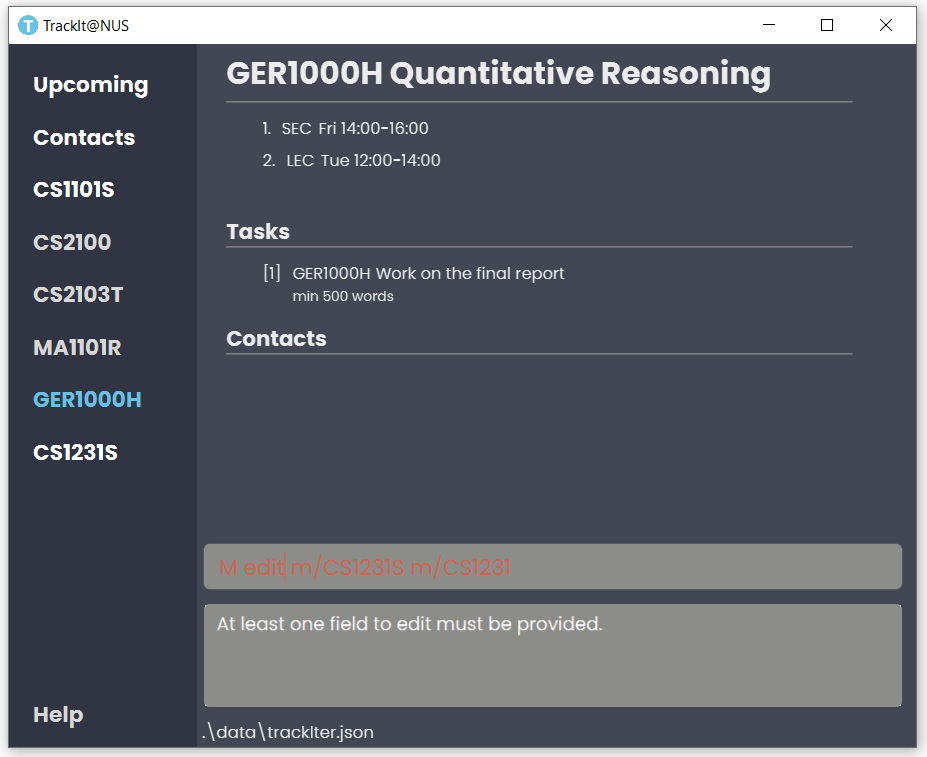 T TrackIt@NUS
Upcoming
Contacts
CS1101S
CS2100
CS2103T
MA1101R
GER1000H
CS1231S
Help
GER1000H Quantitative Reasoning
1. SEC Fri 14:00-16:00
2. LEC Tue 12:00-14:00
Tasks
[1] GER1000H Work on the final report
min 500 words
Contacts
M edit m/CS1231S m/CS1231
At least one field to edit must be provided.
.\data\trackIter.json